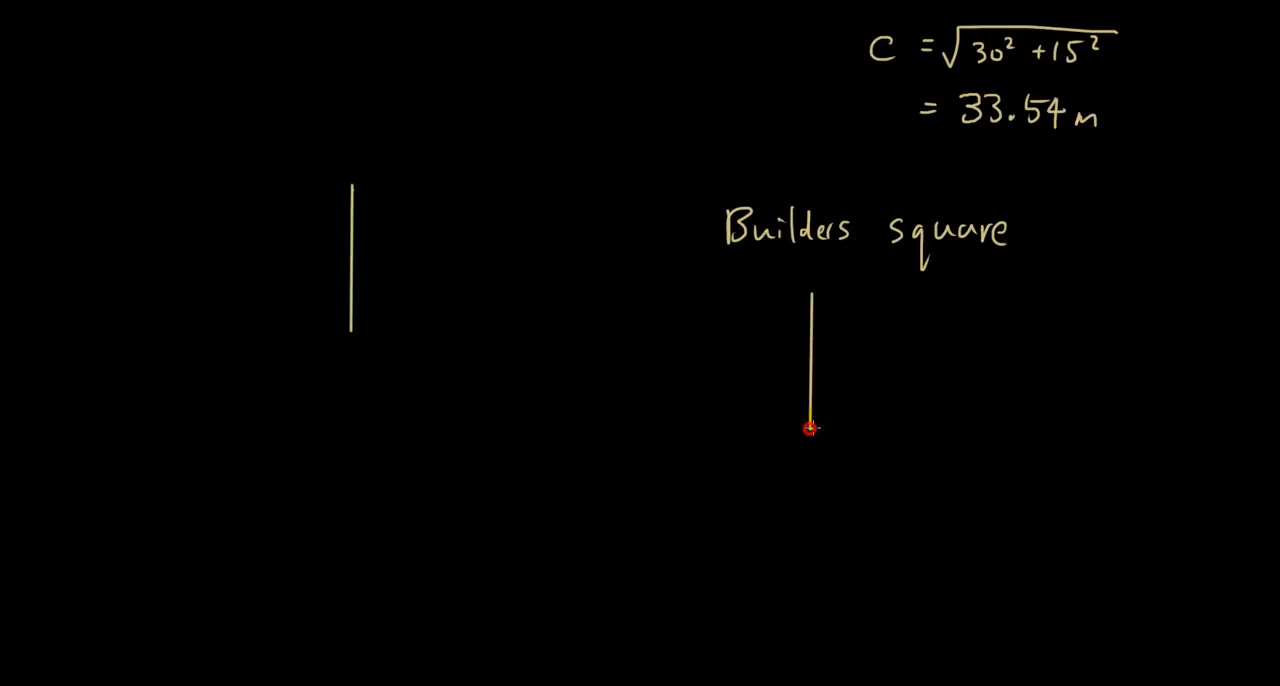 C = √30² + 15²
= 33.54 m
Builders square